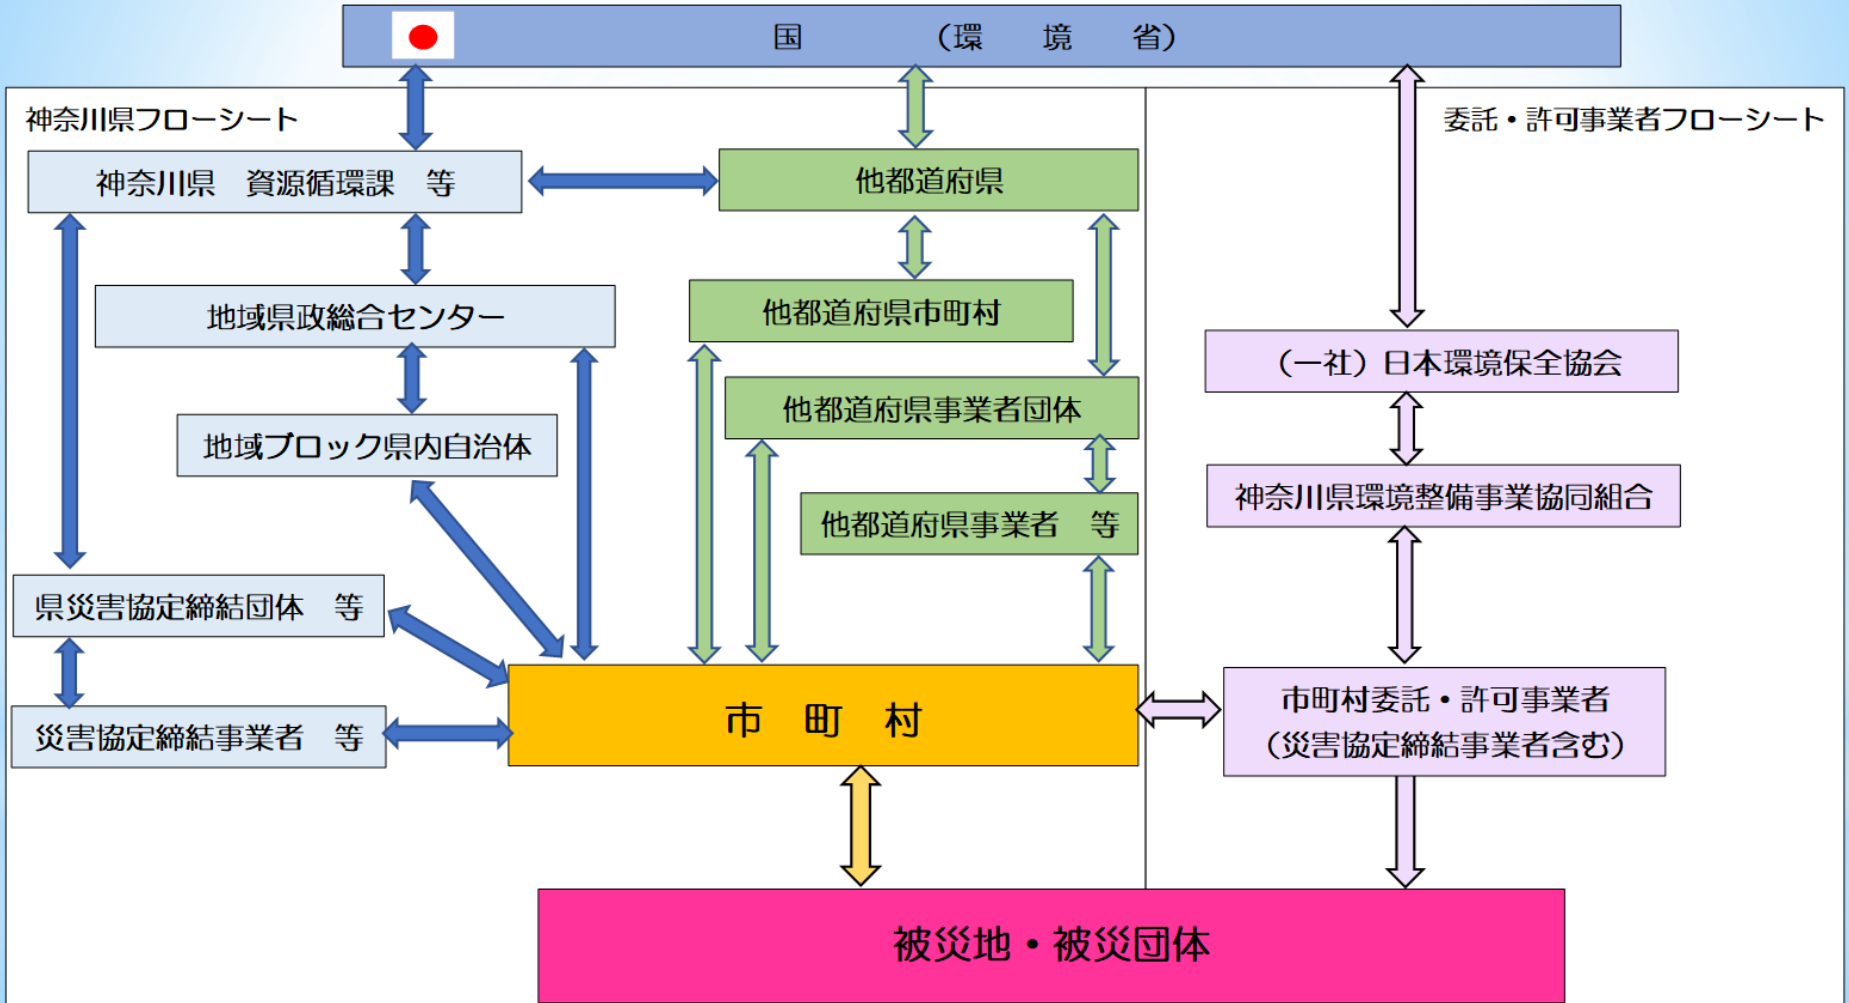 国　（環　境　省）
神奈川県フローシート
委託・許可事業者フローシート
神奈川県　資源循環課　等
他都道府県
地域県政総合センター
他都道府県市町村
（一社）日本環境保全協会
他都道府県事業者団体
地域ブロック県内自治体
神奈川県環境整備事業協同組合
他都道府県事業者　等
県災害協定締結団体　等
災害協定締結事業者　等
市　町　村
市町村委託・許可事業者
（災害協定締結事業者含む）
被災地・被災団体